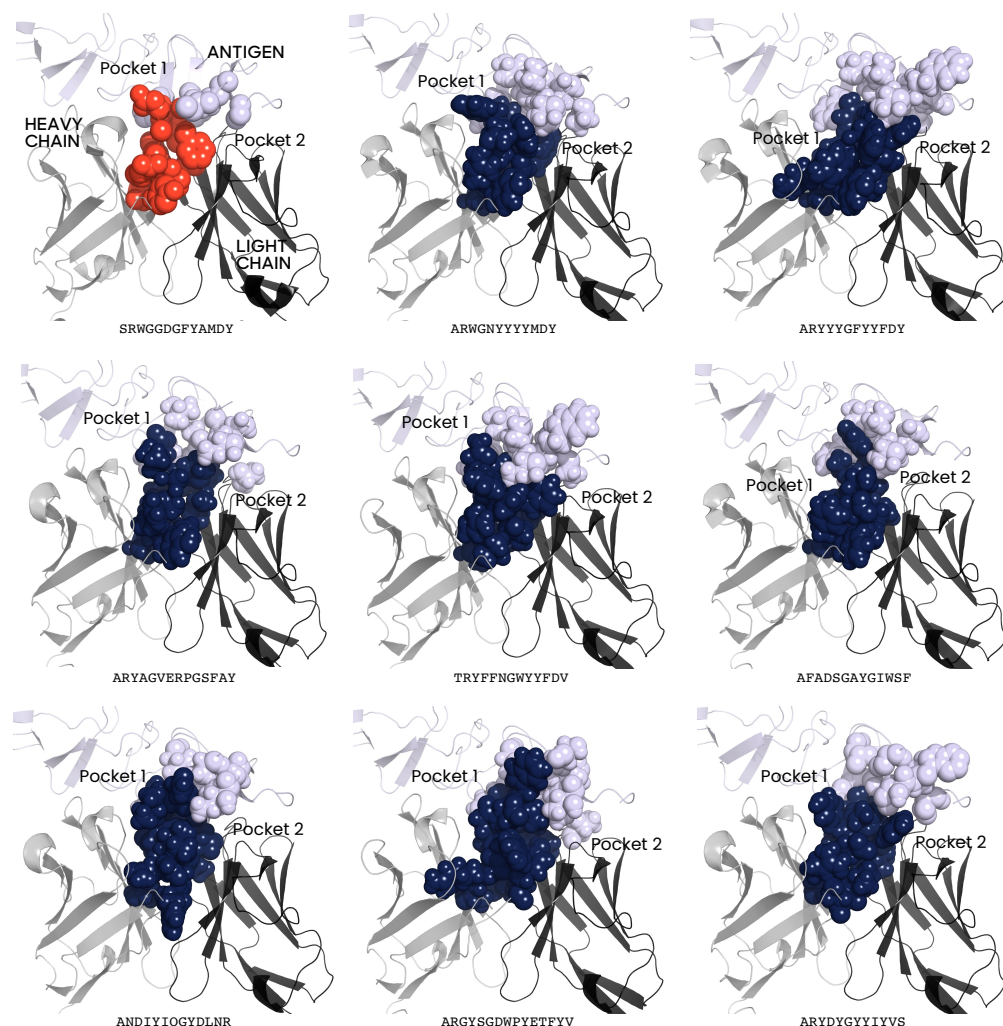 ANTIGEN
Pocket 1
HEAVY
CHAIN
Pocket 2
LIGHT
CHAIN
SRWGGDGFYAMDY
Pocket 1
Pocket 2
ARWGNYYYYMDY
Pocket 1
Pocket 2
ARYYYGFYYFDY
Pocket 1
Pocket 2
ARYAGVERPGSFAY
Pocket 1
Pocket 2
TRYFFNGWYYFDV
Pocket 1
Pocket 2
AFADSGAYGIWSF
Pocket 1
Pocket 2
ANDIYIOGYDLNR
Pocket 1
Pocket 2
ARGYSGDWPYETFYV
Pocket 1
Pocket 2
ARYDYGYYIYVS